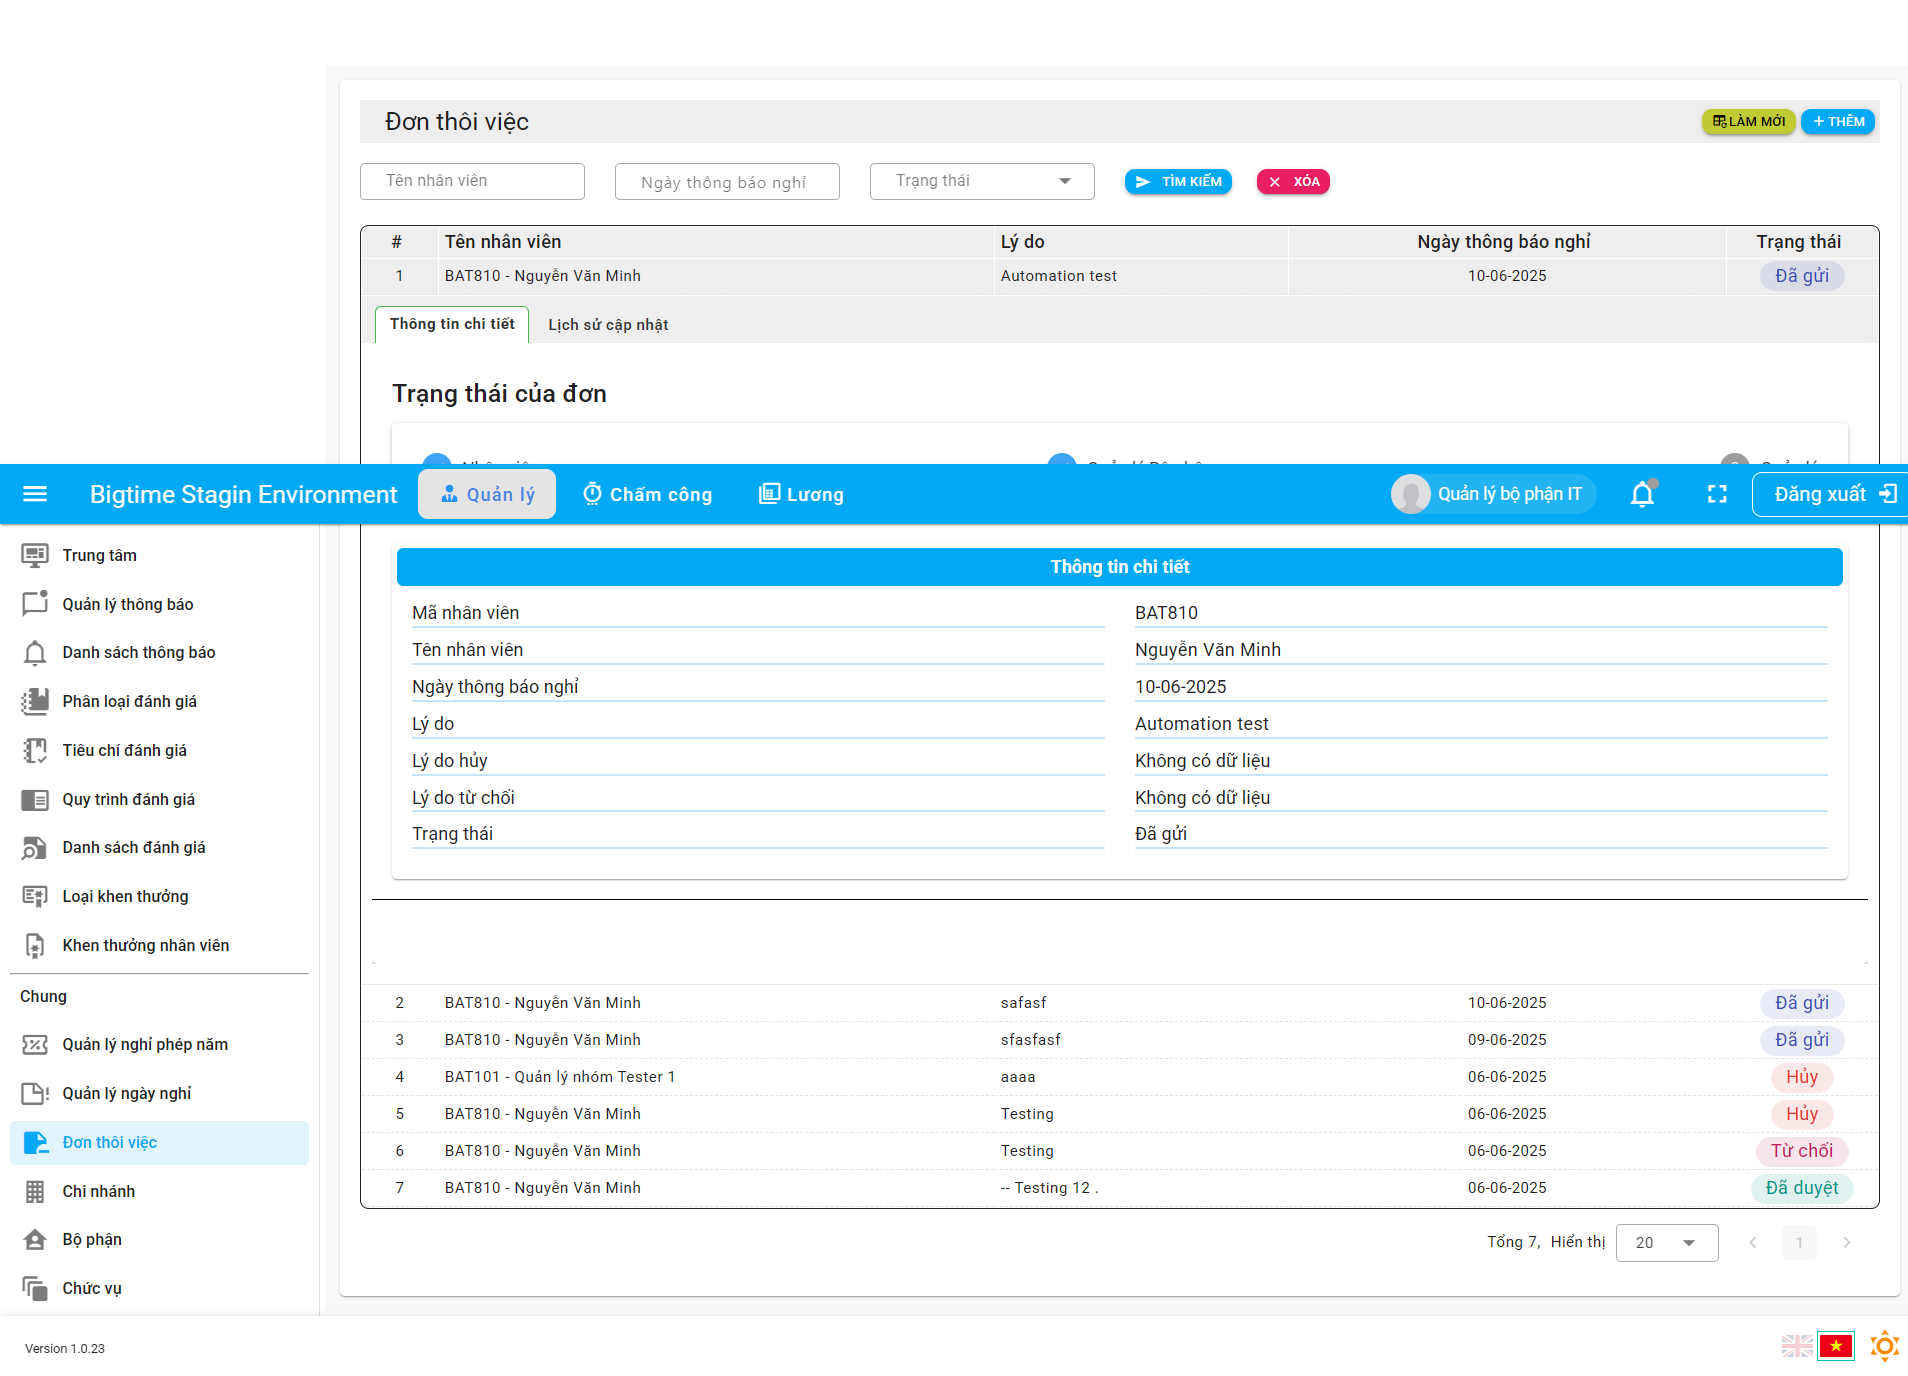 Đơn thôi việc
LÀM MỚI
+ THÊM
Tên nhân viên
Ngày thông báo nghỉ
Trạng thái
TÌM KIẾM
XÓA
# Tên nhân viên Lý do Ngày thông báo nghỉ Trạng thái
1 BAT810 - Nguyễn Văn Minh Automation test 10-06-2025 Đã gửi
Thông tin chi tiết Lịch sử cập nhật
Trạng thái của đơn
Bigtime Stagin Environment Quản lý Chấm công Lương Quản lý bộ phận IT Đăng xuất
Trung tâm
Quản lý thông báo
Danh sách thông báo
Phân loại đánh giá
Tiêu chí đánh giá
Quy trình đánh giá
Danh sách đánh giá
Loại khen thưởng
Khen thưởng nhân viên
Chung
Quản lý nghỉ phép năm
Quản lý ngày nghỉ
Đơn thôi việc
Chi nhánh
Bộ phận
Chức vụ
Thông tin chi tiết
Mã nhân viên BAT810
Tên nhân viên Nguyễn Văn Minh
Ngày thông báo nghỉ 10-06-2025
Lý do Automation test
Lý do hủy Không có dữ liệu
Lý do từ chối Không có dữ liệu
Trạng thái Đã gửi
2 BAT810 - Nguyễn Văn Minh safasf 10-06-2025 Đã gửi
3 BAT810 - Nguyễn Văn Minh sfasfasf 09-06-2025 Đã gửi
4 BAT101 - Quản lý nhóm Tester 1 aaaa 06-06-2025 Hủy
5 BAT810 - Nguyễn Văn Minh Testing 06-06-2025 Hủy
6 BAT810 - Nguyễn Văn Minh Testing 06-06-2025 Từ chối
7 BAT810 - Nguyễn Văn Minh -- Testing 12 . 06-06-2025 Đã duyệt
Tổng 7, Hiển thị 20 1
Version 1.0.23